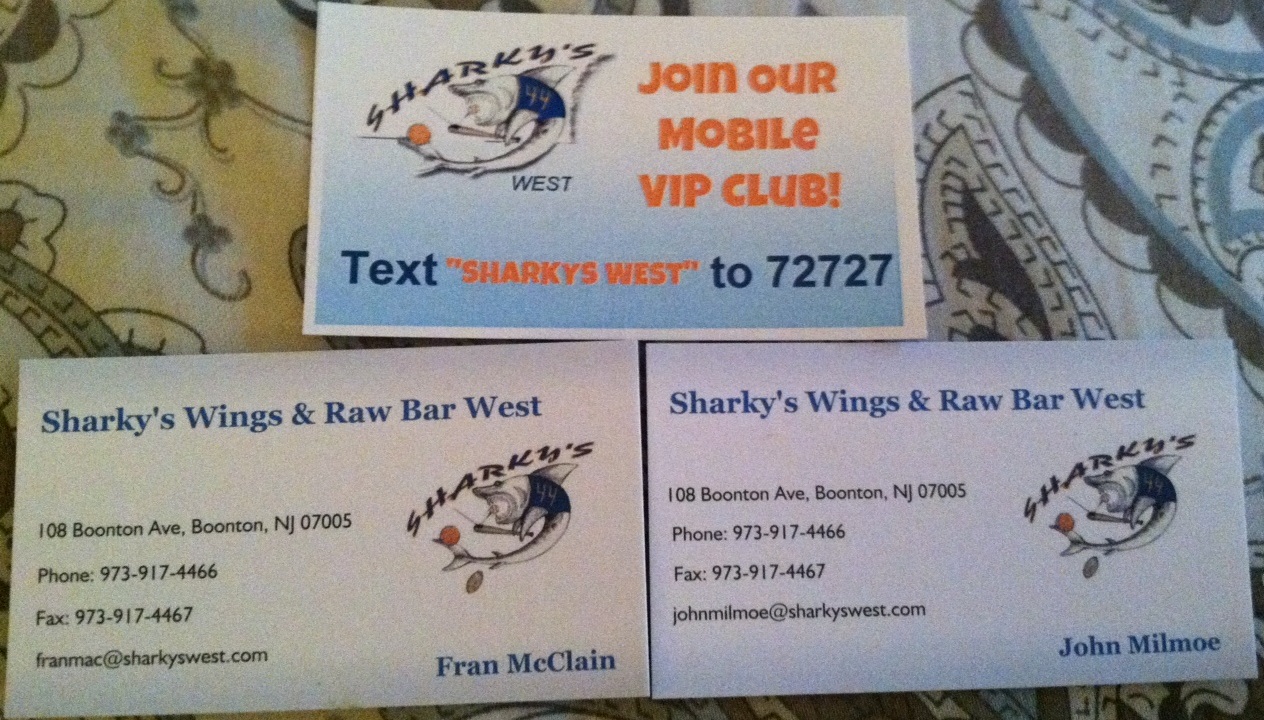 SHARKY'S
44
WEST
JOIN OUR
MOBILE
VIP CLUB!
Text "SHARKYS WEST" to 72727
Sharky's Wings & Raw Bar West
SHARKY'S
44
108 Boonton Ave, Boonton, NJ 07005
Phone: 973-917-4466
Fax: 973-917-4467
franmac@sharkyswest.com
Fran McClain
Sharky's Wings & Raw Bar West
SHARKY'S
44
108 Boonton Ave, Boonton, NJ 07005
Phone: 973-917-4466
Fax: 973-917-4467
johnmilmoe@sharkyswest.com
John Milmoe